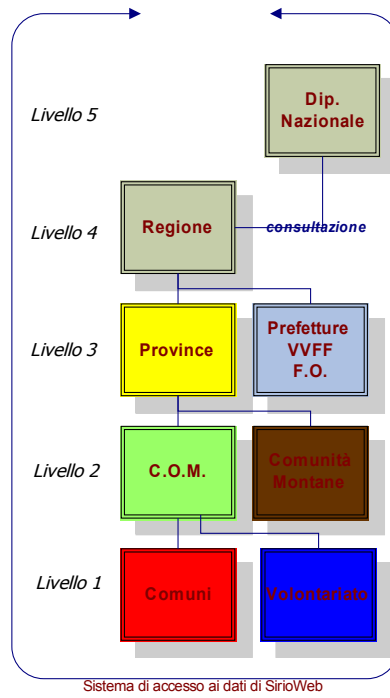 Livello 5
Dip.
Nazionale
Livello 4
Regione
consultazione
Livello 3
Province
Prefetture
VVFF
F.O.
Livello 2
C.O.M.
Comunità
Montane
Livello 1
Comuni
Volontariato
Sistema di accesso ai dati di SirioWeb